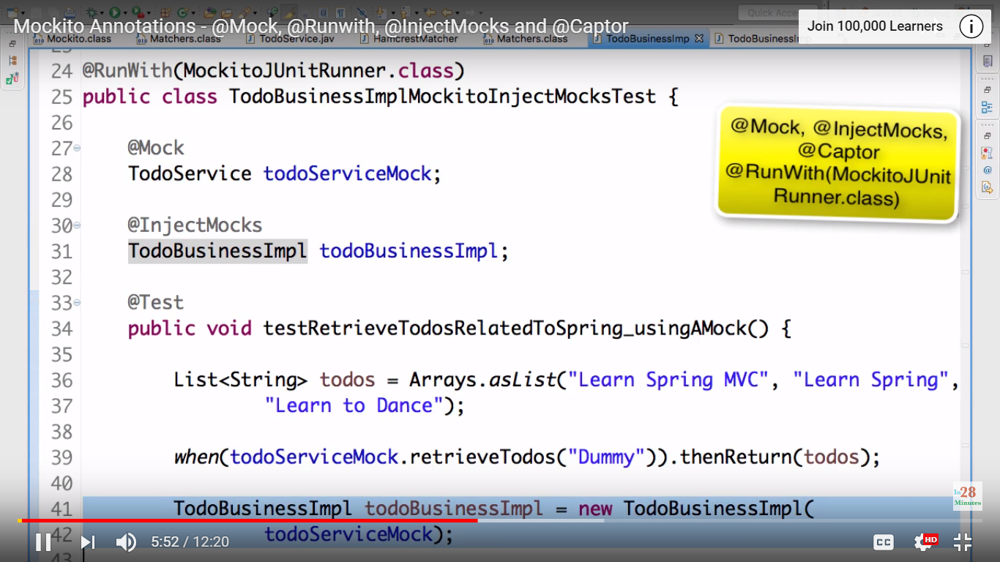 Quick Acce
Mockito Annotations - @Mock, @Runwith, @InjectMocks and @Captor
Join 100,000 Learners
Mockito.class
Matchers.class
TodoService.jav
HamcrestMatcher
Matchers.class
TodoBusinessImp
TodoBusinessIm
24 @RunWith(MockitoJUnitRunner.class)
25 public class TodoBusinessImplMockitoInjectMocksTest {
26
27 @Mock
28 TodoService todoServiceMock;
29
30 @InjectMocks
31 TodoBusinessImpl todoBusinessImpl;
32
33 @Test
34 public void testRetrieveTodosRelatedToSpring_usingAMock() {
35
36 List<String> todos = Arrays.asList("Learn Spring MVC", "Learn Spring",
37 "Learn to Dance");
38
39 when(todoServiceMock.retrieveTodos("Dummy")).thenReturn(todos);
40
41 TodoBusinessImpl todoBusinessImpl = new TodoBusinessImpl(
42 todoServiceMock);
43
@Mock, @InjectMocks,
@Captor
@RunWith(MockitoJUnit
Runner.class)
In28
Minutes
5:52 / 12:20
CC
HD